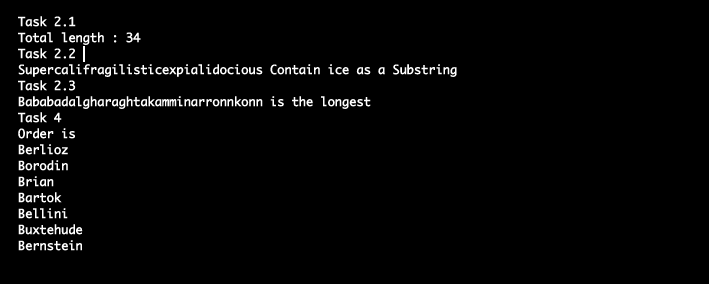 Task 2.1
Total length : 34
Task 2.2
Supercalifragilisticexpialidocious Contain ice as a Substring
Task 2.3
Bababadalgharaghtakamminarronnkonn is the longest
Task 4
Order is
Berlioz
Borodin
Brian
Bartok
Bellini
Buxtehude
Bernstein